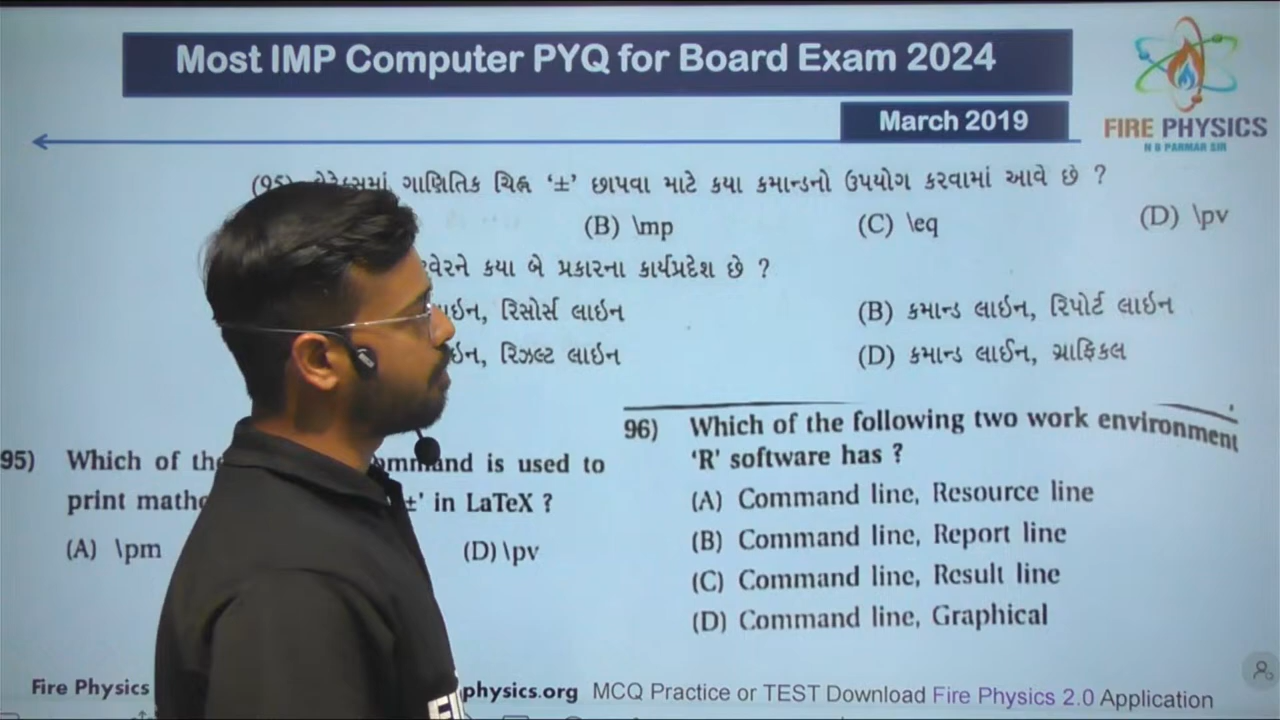 Most IMP Computer PYQ for Board Exam 2024
FIRE PHYSICS
N B PARMAR SIR
March 2019
(95) ગાણિતિક ચિહ્ન ‘±’ છાપવા માટે કયા કમાન્ડનો ઉપયોગ કરવામાં આવે છે ?
(B) \mp (C) \eq (D) \pv
કયા બે પ્રકારના કાર્યપ્રદેશ છે ?
રિસોર્સ લાઈન (B) કમાન્ડ લાઈન, રિપોર્ટ લાઈન
રિઝલ્ટ લાઈન (D) કમાન્ડ લાઈન, ગ્રાફિકલ
95) Which of the command is used to
print ±’ in LaTeX ?
(A) \pm (D) \pv
96) Which of the following two work environment
‘R’ software has ?
(A) Command line, Resource line
(B) Command line, Report line
(C) Command line, Result line
(D) Command line, Graphical
Fire Physics physics.org MCQ Practice or TEST Download Fire Physics 2.0 Application